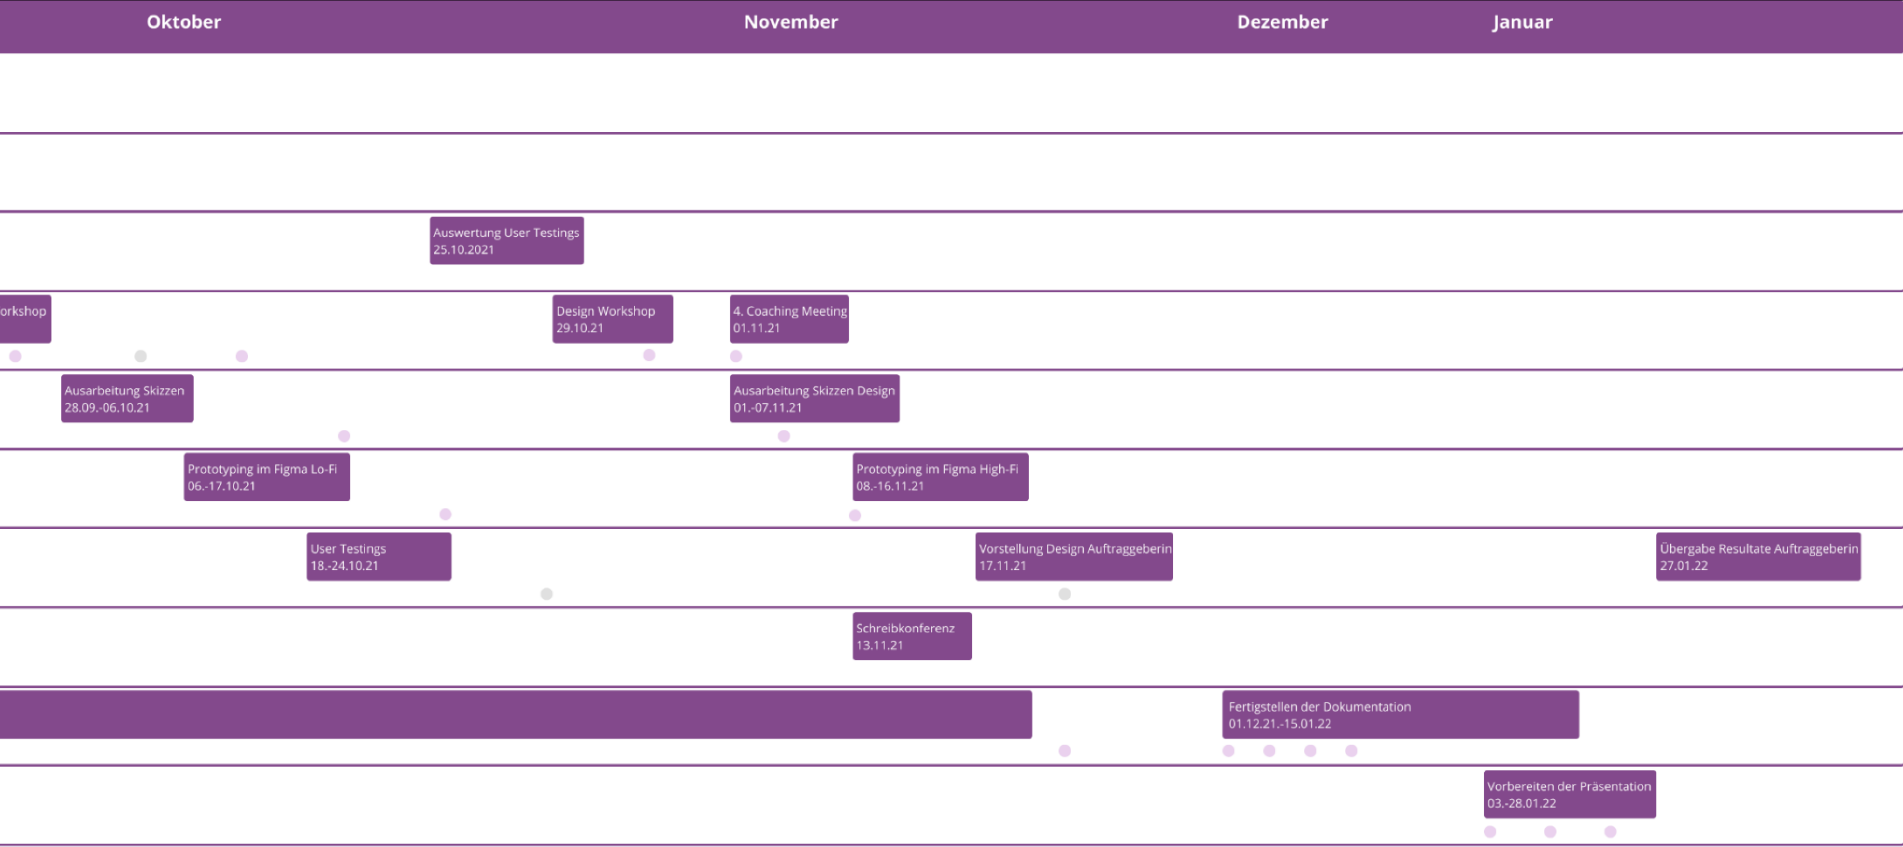 Oktober
November
Dezember
Januar
Auswertung User Testings
25.10.2021
orkshop
Design Workshop
29.10.21
4. Coaching Meeting
01.11.21
Ausarbeitung Skizzen
28.09.-06.10.21
Ausarbeitung Skizzen Design
01.-07.11.21
Prototyping im Figma Lo-Fi
06.-17.10.21
Prototyping im Figma High-Fi
08.-16.11.21
User Testings
18.-24.10.21
Vorstellung Design Auftraggeberin
17.11.21
Übergabe Resultate Auftraggeberin
27.01.22
Schreibkonferenz
13.11.21
Fertigstellen der Dokumentation
01.12.21.-15.01.22
Vorbereiten der Präsentation
03.-28.01.22